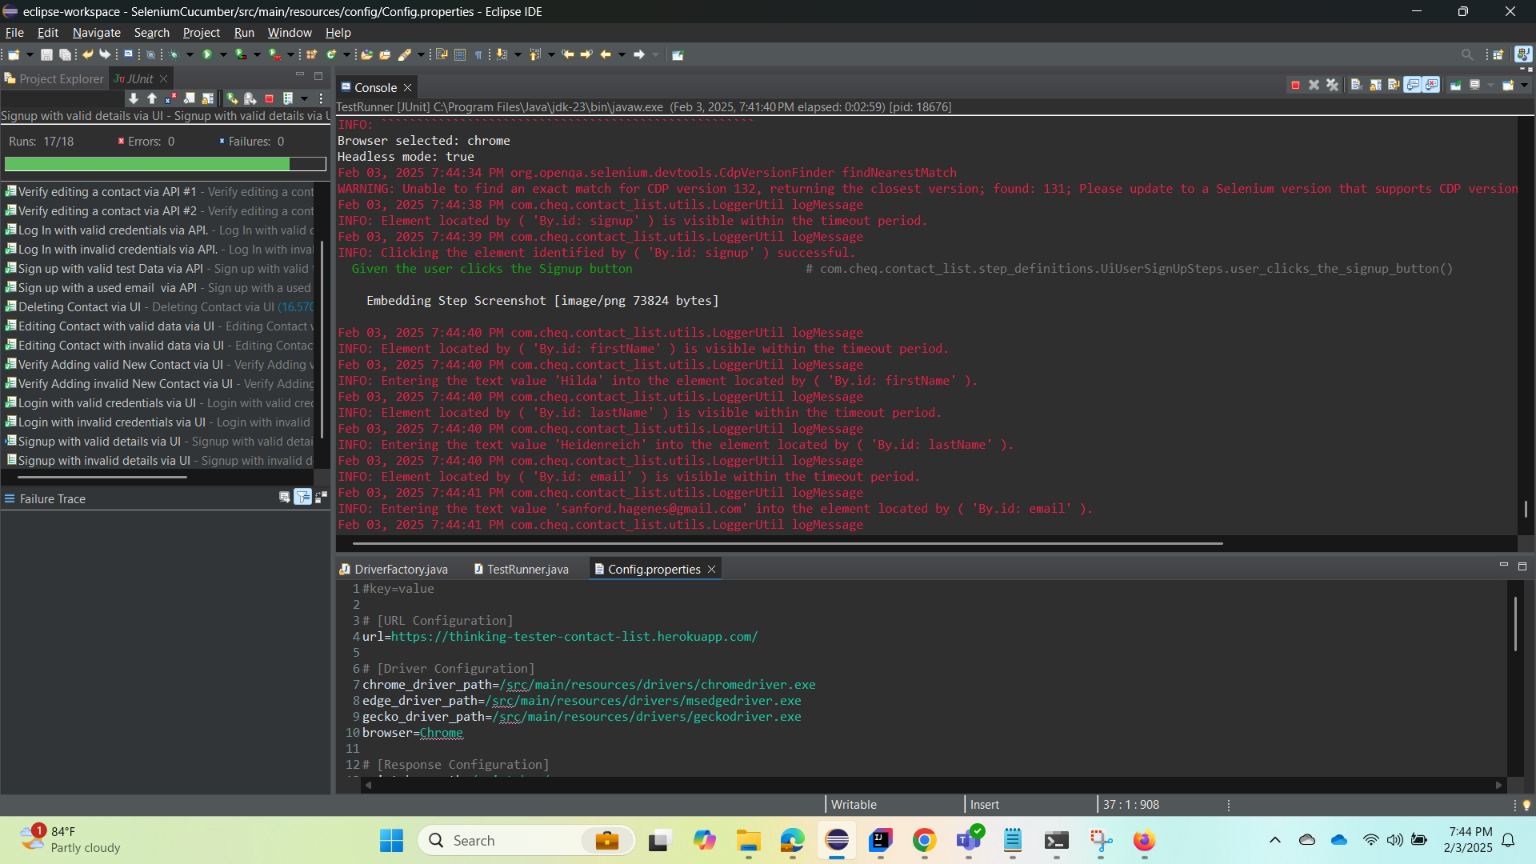 eclipse-workspace - SeleniumCucumber/src/main/resources/config/Config.properties - Eclipse IDE
File Edit Navigate Search Project Run Window Help
Project Explorer JUnit
Signup with valid details via UI - Signup with valid details via U
Runs: 17/18 Errors: 0 Failures: 0
Verify editing a contact via API #1 - Verify editing a cont
Verify editing a contact via API #2 - Verify editing a cont
Log In with valid credentials via API. - Log In with valid c
Log In with invalid credentials via API. - Log In with inva
Sign up with valid test Data via API - Sign up with valid
Sign up with a used email via API - Sign up with a used
Deleting Contact via UI - Deleting Contact via UI (16.570
Editing Contact with valid data via UI - Editing Contact v
Editing Contact with invalid data via UI - Editing Contac
Verify Adding valid New Contact via UI - Verify Adding v
Verify Adding invalid New Contact via UI - Verify Adding
Login with valid credentials via UI - Login with valid cred
Login with invalid credentials via UI - Login with invalid
Signup with valid details via UI - Signup with valid detai
Signup with invalid details via UI - Signup with invalid d
Failure Trace
Console
TestRunner [JUnit] C:\Program Files\Java\jdk-23\bin\javaw.exe (Feb 3, 2025, 7:41:40 PM elapsed: 0:02:59) [pid: 18676]
Browser selected: chrome
Headless mode: true
Feb 03, 2025 7:44:34 PM org.openqa.selenium.devtools.CdpVersionFinder findNearestMatch
WARNING: Unable to find an exact match for CDP version 132, returning the closest version; found: 131; Please update to a Selenium version that supports CDP version
Feb 03, 2025 7:44:38 PM com.cheq.contact_list.utils.LoggerUtil logMessage
INFO: Element located by ( 'By.id: signup' ) is visible within the timeout period.
Feb 03, 2025 7:44:39 PM com.cheq.contact_list.utils.LoggerUtil logMessage
INFO: Clicking the element identified by ( 'By.id: signup' ) successful.
Given the user clicks the Signup button # com.cheq.contact_list.step_definitions.UiUserSignUpSteps.user_clicks_the_signup_button()
Embedding Step Screenshot [image/png 73824 bytes]
Feb 03, 2025 7:44:40 PM com.cheq.contact_list.utils.LoggerUtil logMessage
INFO: Element located by ( 'By.id: firstName' ) is visible within the timeout period.
Feb 03, 2025 7:44:40 PM com.cheq.contact_list.utils.LoggerUtil logMessage
INFO: Entering the text value 'Hilda' into the element located by ( 'By.id: firstName' ).
Feb 03, 2025 7:44:40 PM com.cheq.contact_list.utils.LoggerUtil logMessage
INFO: Element located by ( 'By.id: lastName' ) is visible within the timeout period.
Feb 03, 2025 7:44:40 PM com.cheq.contact_list.utils.LoggerUtil logMessage
INFO: Entering the text value 'Heidenreich' into the element located by ( 'By.id: lastName' ).
Feb 03, 2025 7:44:40 PM com.cheq.contact_list.utils.LoggerUtil logMessage
INFO: Element located by ( 'By.id: email' ) is visible within the timeout period.
Feb 03, 2025 7:44:41 PM com.cheq.contact_list.utils.LoggerUtil logMessage
INFO: Entering the text value 'sanford.hagenes@gmail.com' into the element located by ( 'By.id: email' ).
Feb 03, 2025 7:44:41 PM com.cheq.contact_list.utils.LoggerUtil logMessage
DriverFactory.java TestRunner.java Config.properties
1 #key=value
2
3 # [URL Configuration]
4 url=https://thinking-tester-contact-list.herokuapp.com/
5
6 # [Driver Configuration]
7 chrome_driver_path=/src/main/resources/drivers/chromedriver.exe
8 edge_driver_path=/src/main/resources/drivers/msedgedriver.exe
9 gecko_driver_path=/src/main/resources/drivers/geckodriver.exe
10 browser=Chrome
11
12 # [Response Configuration]
Writable Insert 37 : 1 : 908
1 84°F
Partly cloudy
Search
7:44 PM
2/3/2025